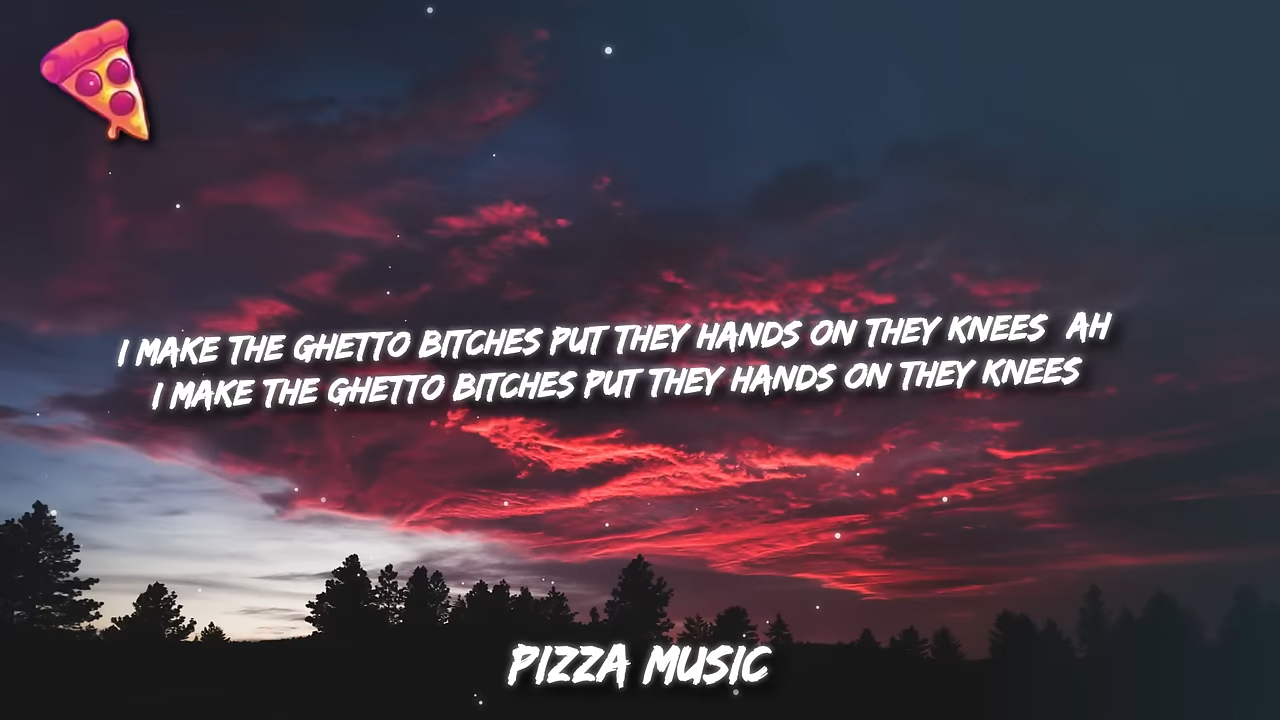 I MAKE THE GHETTO BITCHES PUT THEY HANDS ON THEY KNEES  AH
I MAKE THE GHETTO BITCHES PUT THEY HANDS ON THEY KNEES
PIZZA MUSIC